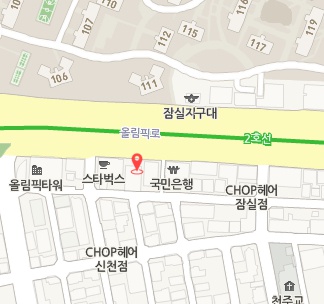 107
112
115
117
106
111
잠실지구대
올림픽로
2호선
올림픽타워
스타벅스
국민은행
CHOP헤어
잠실점
CHOP헤어
신천점
천주교